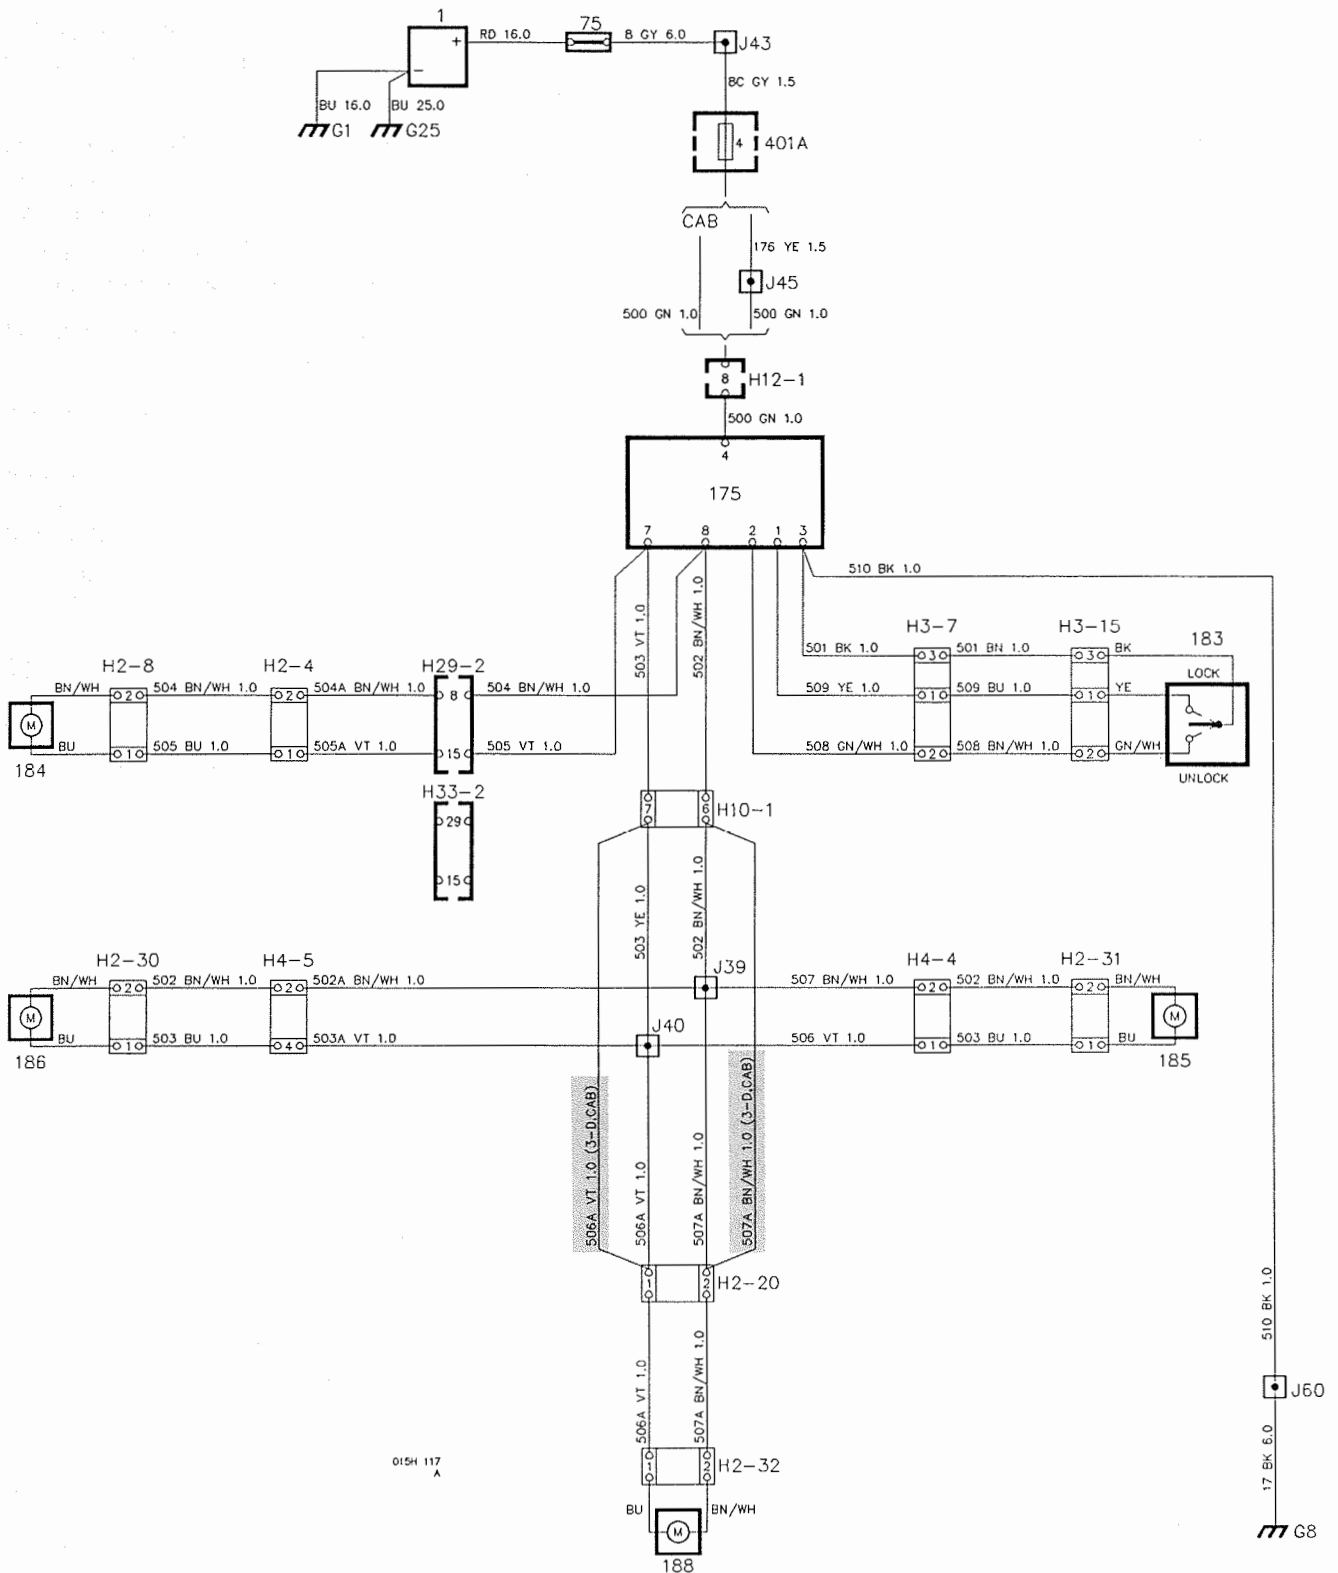 1
+
−
RD 16.0
75
8 GY 6.0
J43
8C GY 1.5
BU 16.0
BU 25.0
G1
G25
4
401A
CAB
176 YE 1.5
J45
500 GN 1.0
500 GN 1.0
8
H12-1
500 GN 1.0
4
175
7
8
2
1
3
510 BK 1.0
503 VT 1.0
502 BN/WH 1.0
H3-7
H3-15
183
501 BK 1.0
3
501 BN 1.0
3
BK
LOCK
H2-8
H2-4
H29-2
BN/WH
2
504 BN/WH 1.0
2
504A BN/WH 1.0
8
504 BN/WH 1.0
509 YE 1.0
1
509 BU 1.0
1
YE
M
BU
1
505 BU 1.0
1
505A VT 1.0
15
505 VT 1.0
508 GN/WH 1.0
2
508 BN/WH 1.0
2
GN/WH
184
UNLOCK
H33-2
29
15
7
6
H10-1
503 YE 1.0
502 BN/WH 1.0
H2-30
H4-5
J39
H4-4
H2-31
BN/WH
2
502 BN/WH 1.0
2
502A BN/WH 1.0
507 BN/WH 1.0
2
502 BN/WH 1.0
2
BN/WH
M
M
J40
BU
1
503 BU 1.0
4
503A VT 1.0
506 VT 1.0
1
503 BU 1.0
1
BU
186
185
506A VT 1.0 (3-D,CAB)
506A VT 1.0
507A BN/WH 1.0
507A BN/WH 1.0 (3-D,CAB)
1
2
H2-20
506A VT 1.0
507A BN/WH 1.0
510 BK 1.0
J60
17 BK 6.0
G8
015H 117
A
1
2
H2-32
BU
BN/WH
M
188